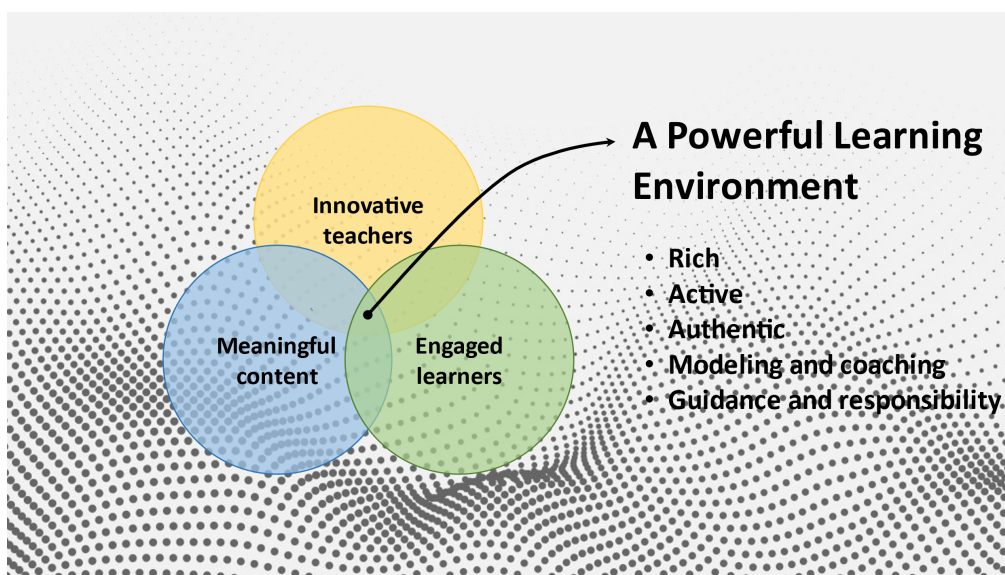 Innovative
teachers
Meaningful
content
Engaged
learners
A Powerful Learning
Environment
• Rich
• Active
• Authentic
• Modeling and coaching
• Guidance and responsibility